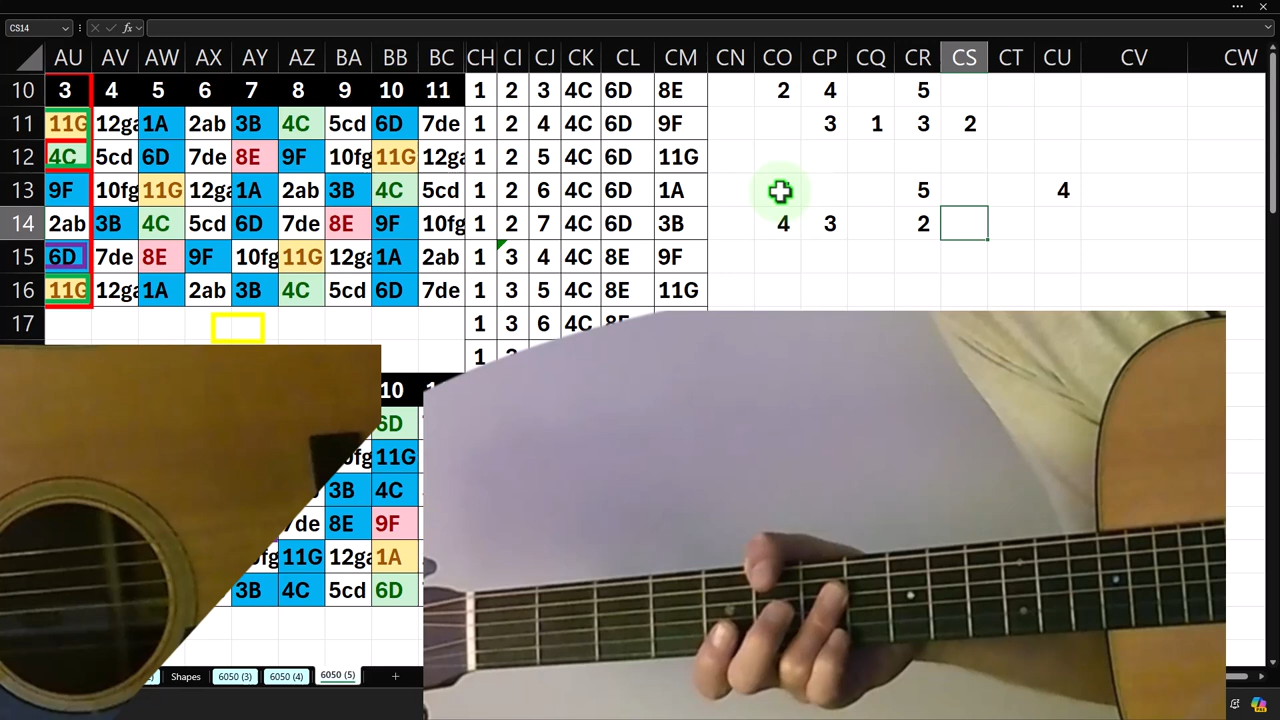 CS14 fx
AU AV AW AX AY AZ BA BB BC CH CI CJ CK CL CM CN CO CP CQ CR CS CT CU CV CW
10 3 4 5 6 7 8 9 10 11 1 2 3 4C 6D 8E 2 4 5
11 11G 12ga 1A 2ab 3B 4C 5cd 6D 7de 1 2 4 4C 6D 9F 3 1 3 2
12 4C 5cd 6D 7de 8E 9F 10fg 11G 12ga 1 2 5 4C 6D 11G
13 9F 10fg 11G 12ga 1A 2ab 3B 4C 5cd 1 2 6 4C 6D 1A 5 4
14 2ab 3B 4C 5cd 6D 7de 8E 9F 10fg 1 2 7 4C 6D 3B 4 3 2
15 6D 7de 8E 9F 10fg 11G 12ga 1A 2ab 1 3 4 4C 8E 9F
16 11G 12ga 1A 2ab 3B 4C 5cd 6D 7de 1 3 5 4C 8E 11G
17 1 3 6 4C 8E
1
10
6D
11G
3B 4C
7de 8E 9F
11G 12ga 1A
3B 4C 5cd 6D
Shapes 6050 (3) 6050 (4) 6050 (5) +